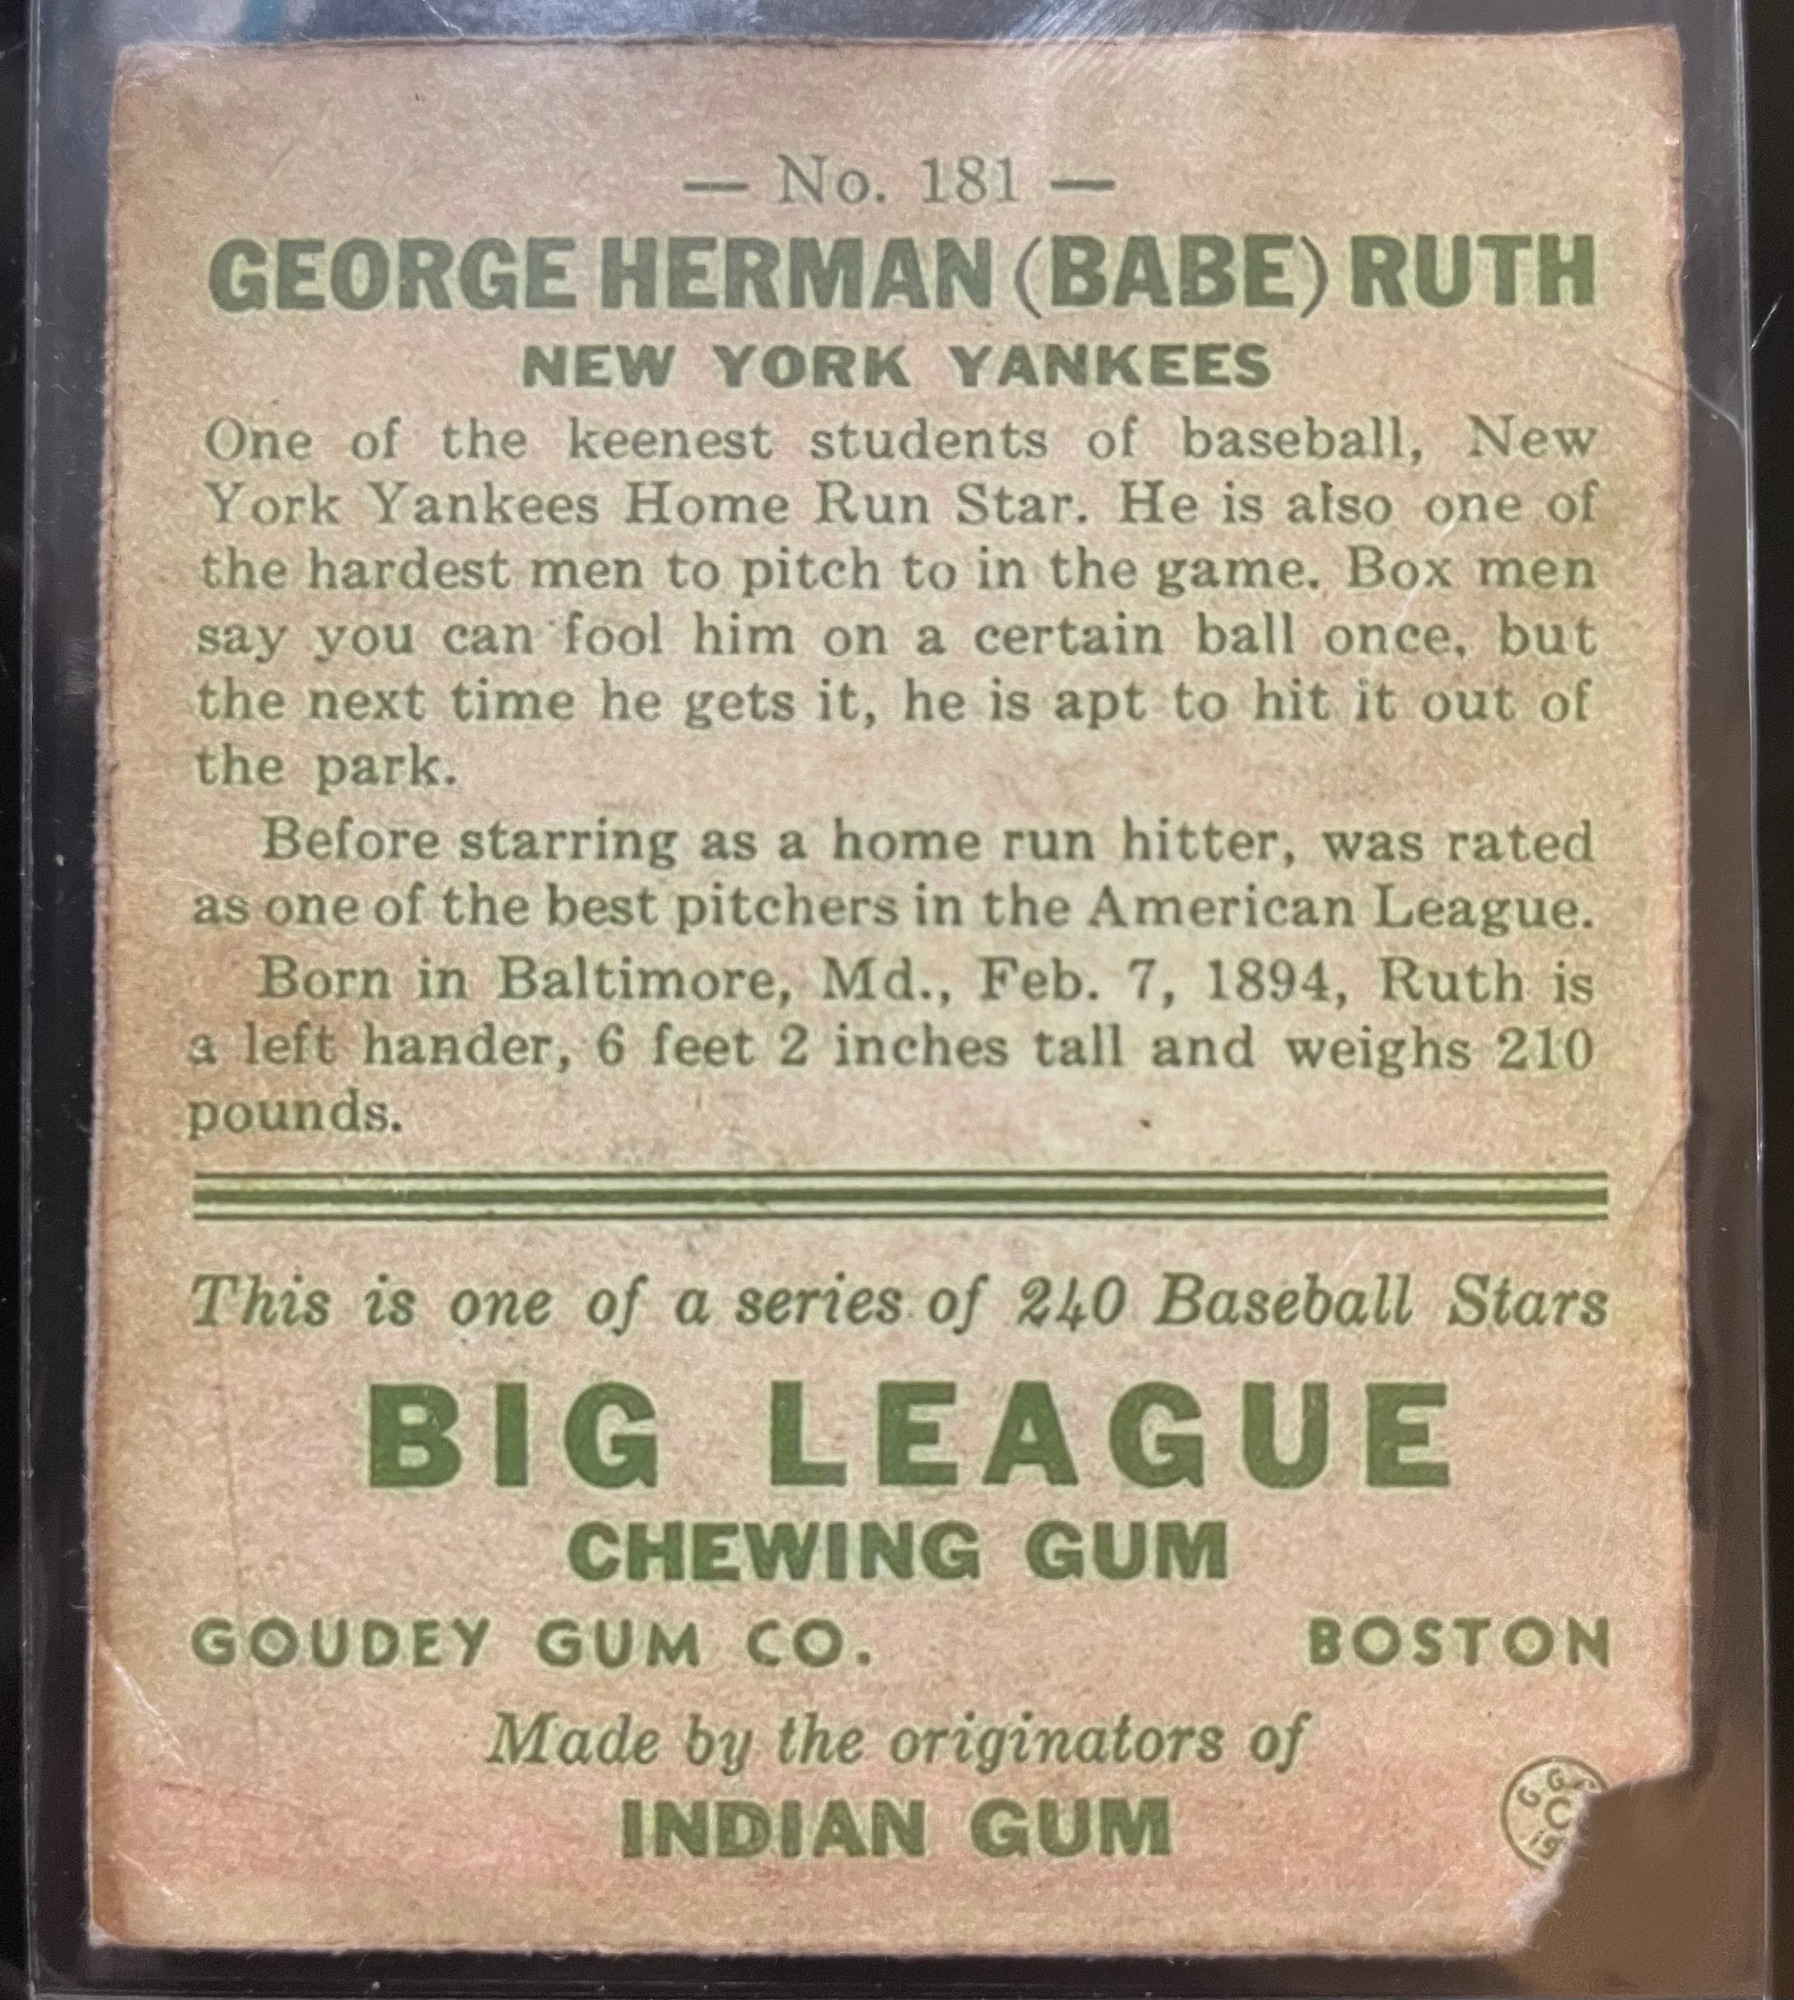 — No. 181 —
GEORGE HERMAN (BABE) RUTH
NEW YORK YANKEES
One of the keenest students of baseball, New
York Yankees Home Run Star. He is also one of
the hardest men to pitch to in the game. Box men
say you can fool him on a certain ball once, but
the next time he gets it, he is apt to hit it out of
the park.
Before starring as a home run hitter, was rated
as one of the best pitchers in the American League.
Born in Baltimore, Md., Feb. 7, 1894, Ruth is
a left hander, 6 feet 2 inches tall and weighs 210
pounds.
This is one of a series of 240 Baseball Stars
BIG LEAGUE
CHEWING GUM
GOUDEY GUM CO. BOSTON
Made by the originators of
INDIAN GUM
G. G.
C